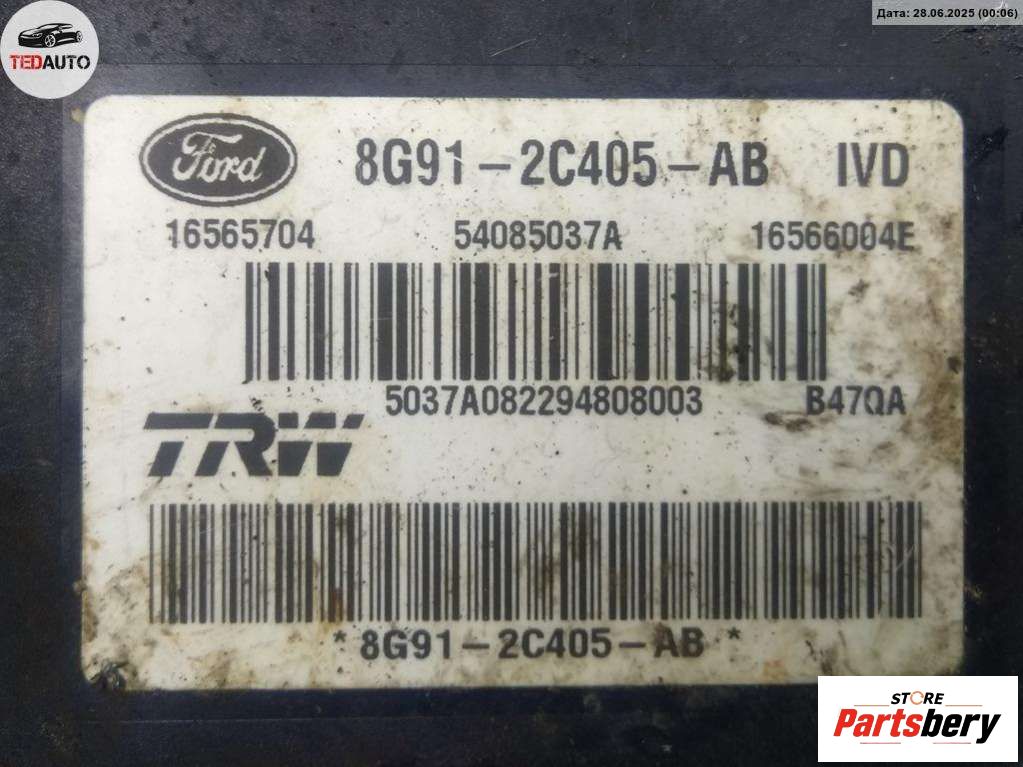 TEDAUTO
Дата: 28.06.2025 (00:06)
Ford 8G91-2C405-AB IVD
16565704 54085037A 16566004E
5037A082294808003 B47QA
TRW
*8G91-2C405-AB*
STORE
Partsbery